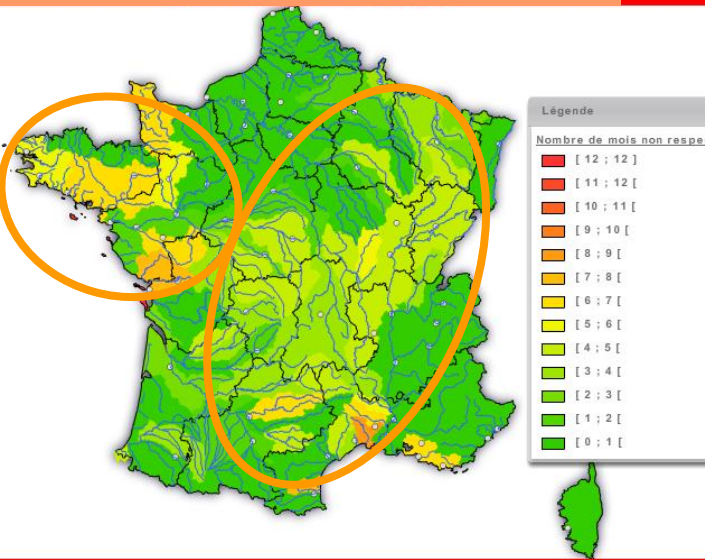 Légende
Nombre de mois non respe
[ 12 ; 12 ]
[ 11 ; 12 [
[ 10 ; 11 [
[ 9 ; 10 [
[ 8 ; 9 [
[ 7 ; 8 [
[ 6 ; 7 [
[ 5 ; 6 [
[ 4 ; 5 [
[ 3 ; 4 [
[ 2 ; 3 [
[ 1 ; 2 [
[ 0 ; 1 [